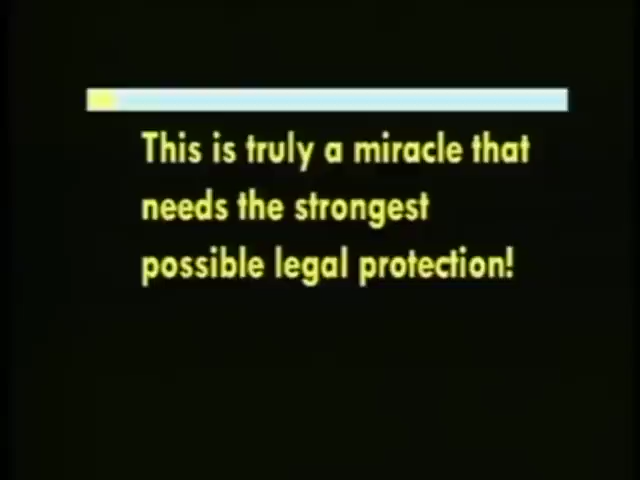 This is truly a miracle that
needs the strongest
possible legal protection!